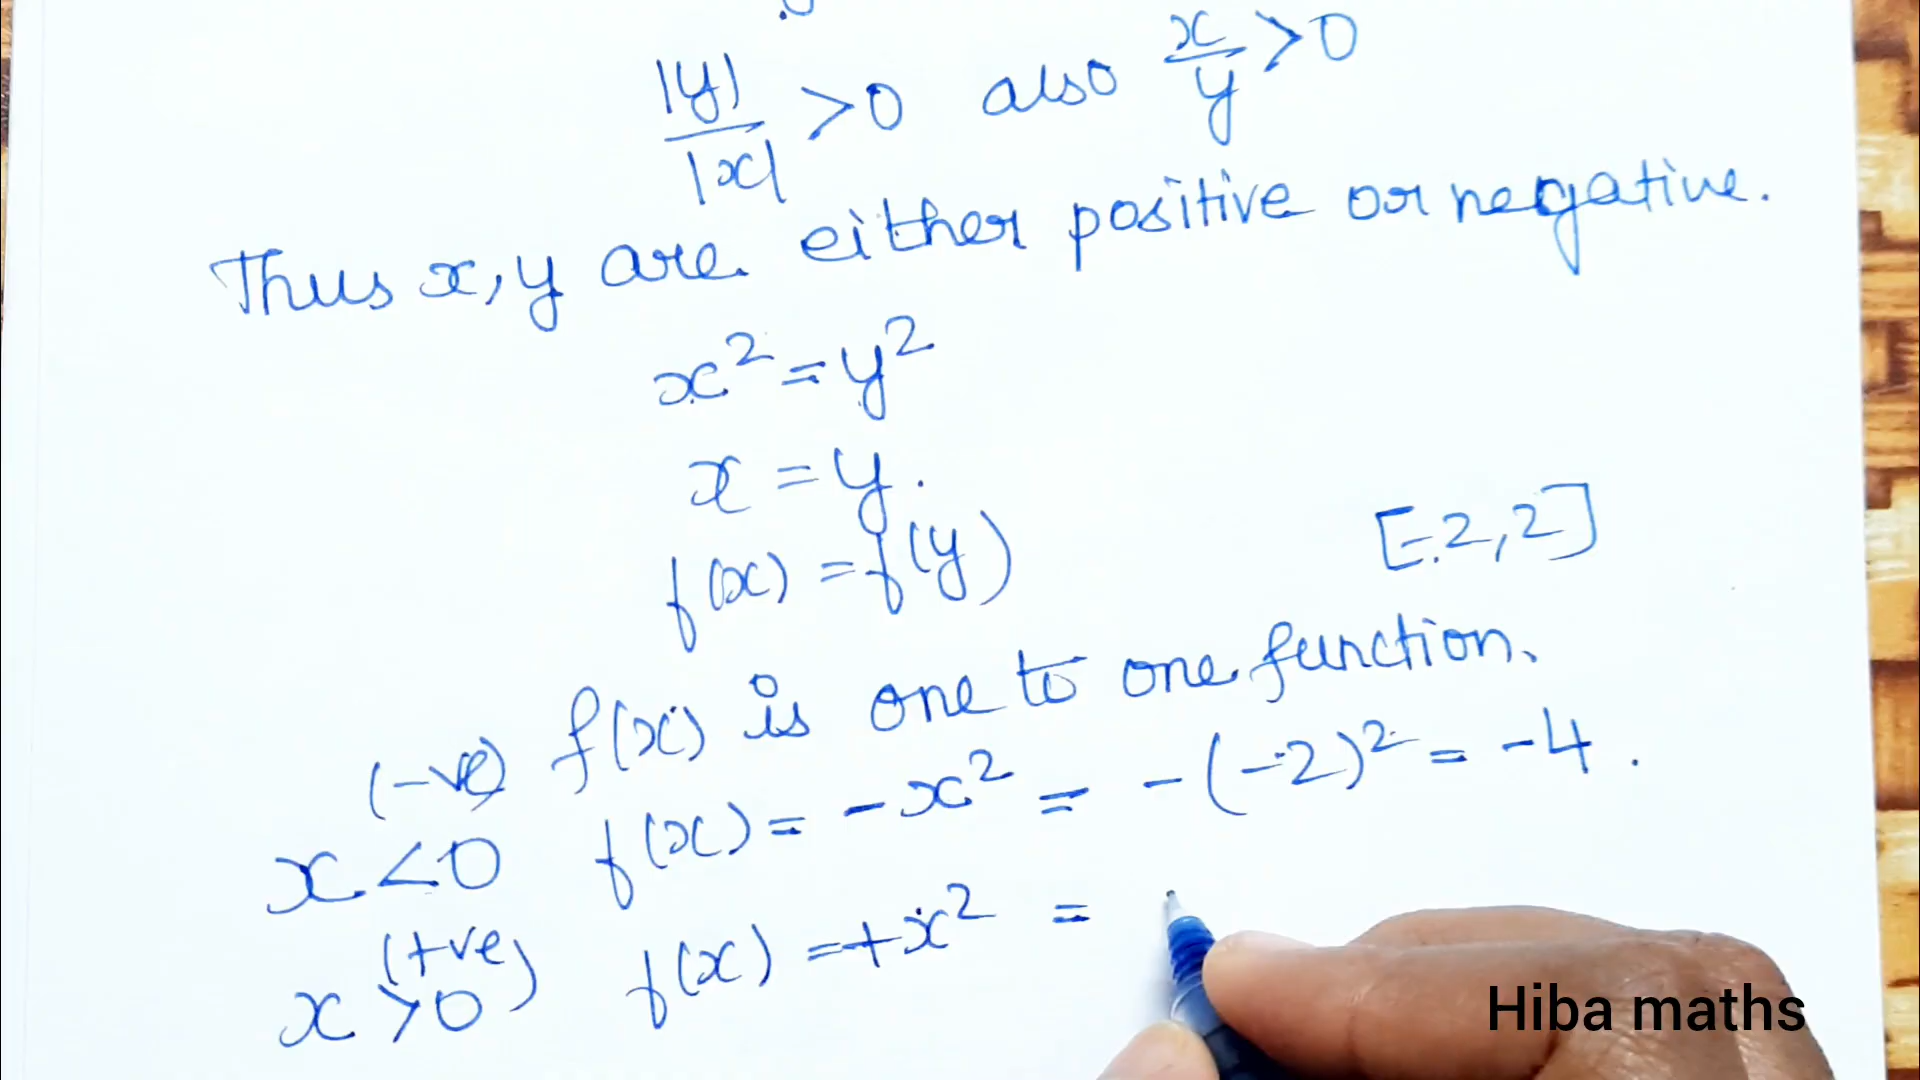 |y|/|x| >0 also x/y >0
Thus x, y are either positive or negative.
x² = y²
x = y.
f(x) = f(y)
[-2, 2]
f(x) is one to one function.
(-ve)
x <0 f(x) = -x² = -(-2)² = -4.
(+ve)
x >0 f(x) = +x² =
Hiba maths